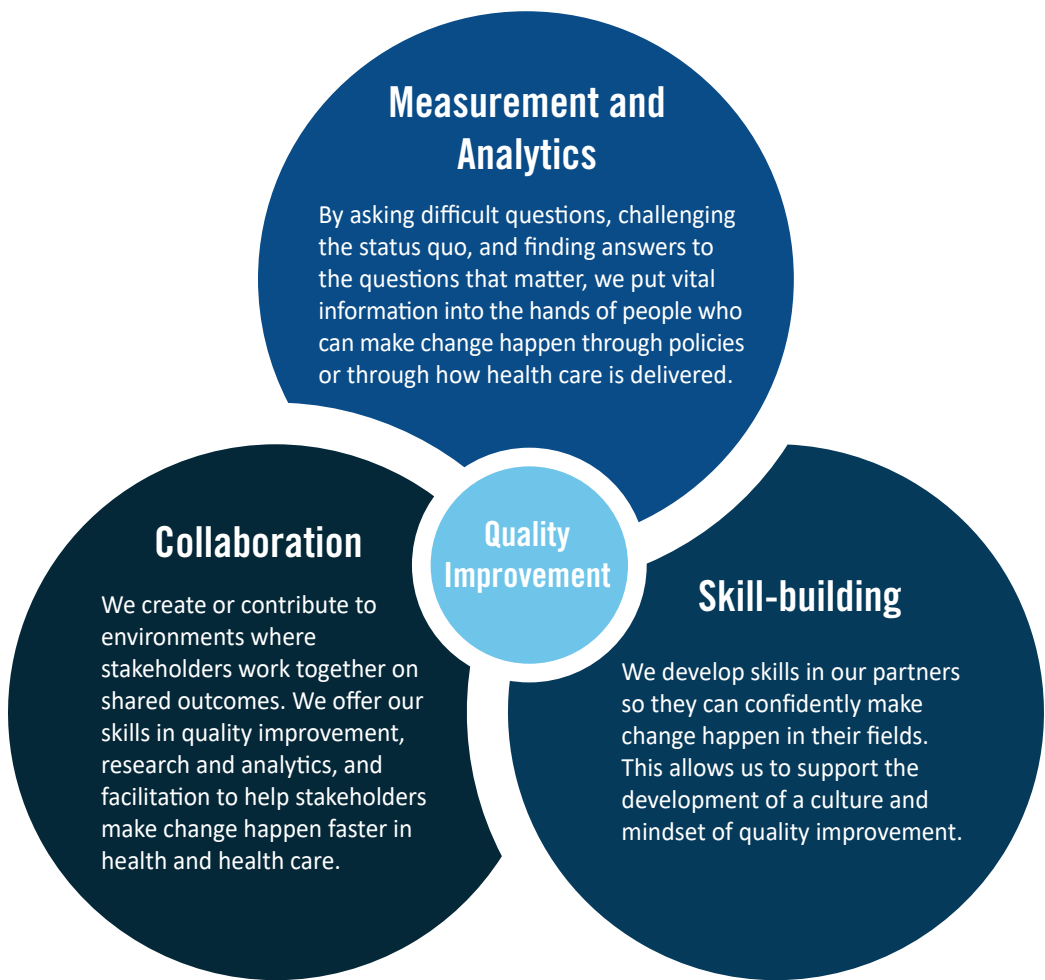 Measurement and
Analytics
By asking difficult questions, challenging
the status quo, and finding answers to
the questions that matter, we put vital
information into the hands of people who
can make change happen through policies
or through how health care is delivered.
Quality
Improvement
Collaboration
We create or contribute to
environments where
stakeholders work together on
shared outcomes. We offer our
skills in quality improvement,
research and analytics, and
facilitation to help stakeholders
make change happen faster in
health and health care.
Skill-building
We develop skills in our partners
so they can confidently make
change happen in their fields.
This allows us to support the
development of a culture and
mindset of quality improvement.